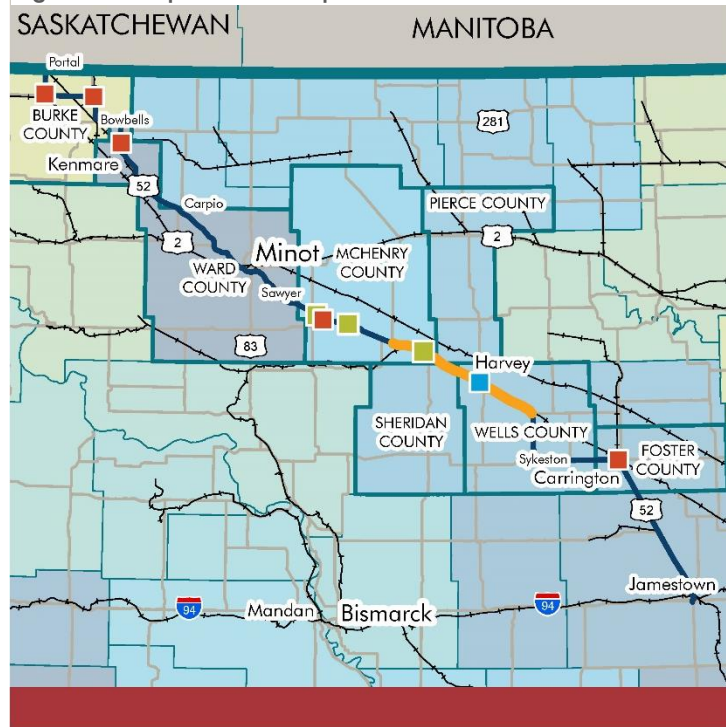 SASKATCHEWAN
MANITOBA
Portal
BURKE
COUNTY
Bowbells
Kenmare
281
52
Carpio
PIERCE COUNTY
2
2
Minot
MCHENRY
COUNTY
WARD
COUNTY
Sawyer
83
Harvey
SHERIDAN
COUNTY
WELLS COUNTY
Sykeston
FOSTER
COUNTY
Carrington
52
Jamestown
94
Mandan
Bismarck
94